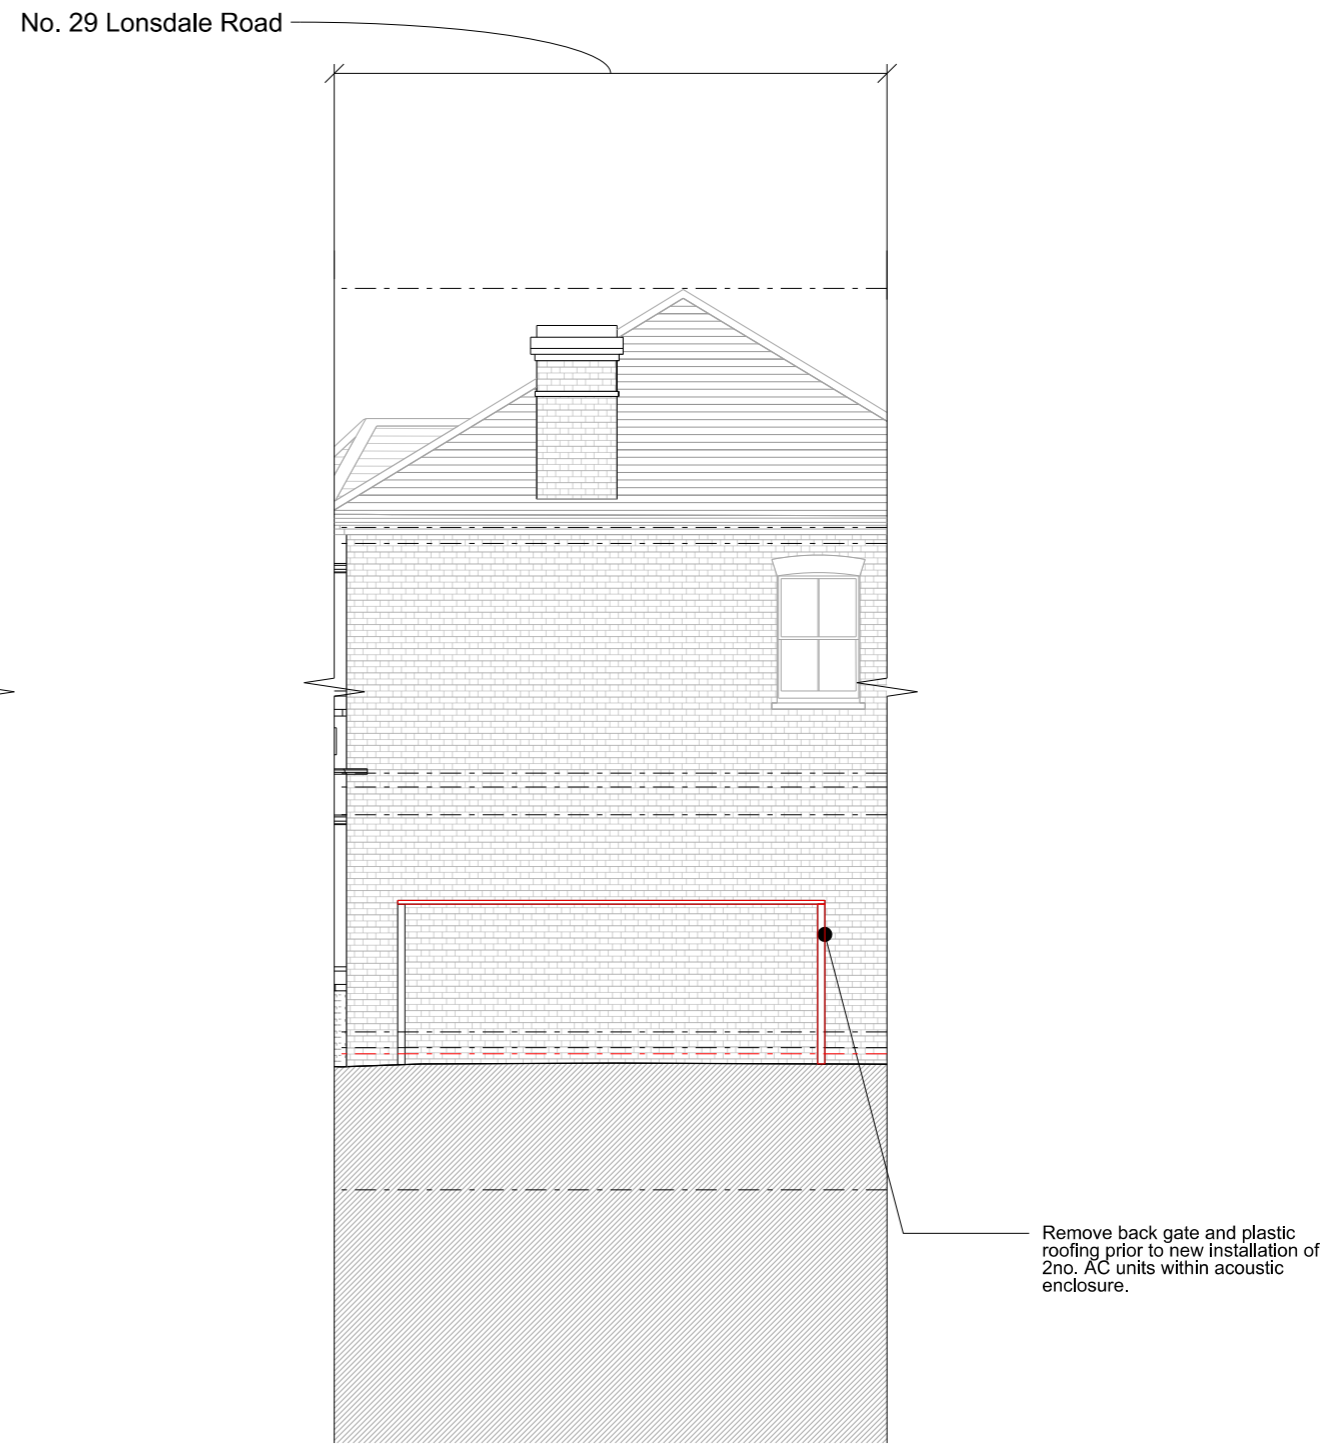 No. 29 Lonsdale Road
Remove back gate and plastic
roofing prior to new installation of
2no. AC units within acoustic
enclosure.